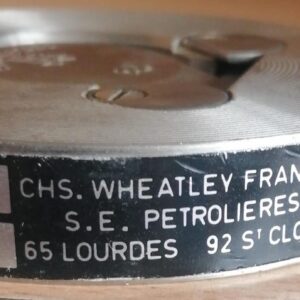 CHS. WHEATLEY FRAN
S.E. PETROLIERES
65 LOURDES 92 ST CLO